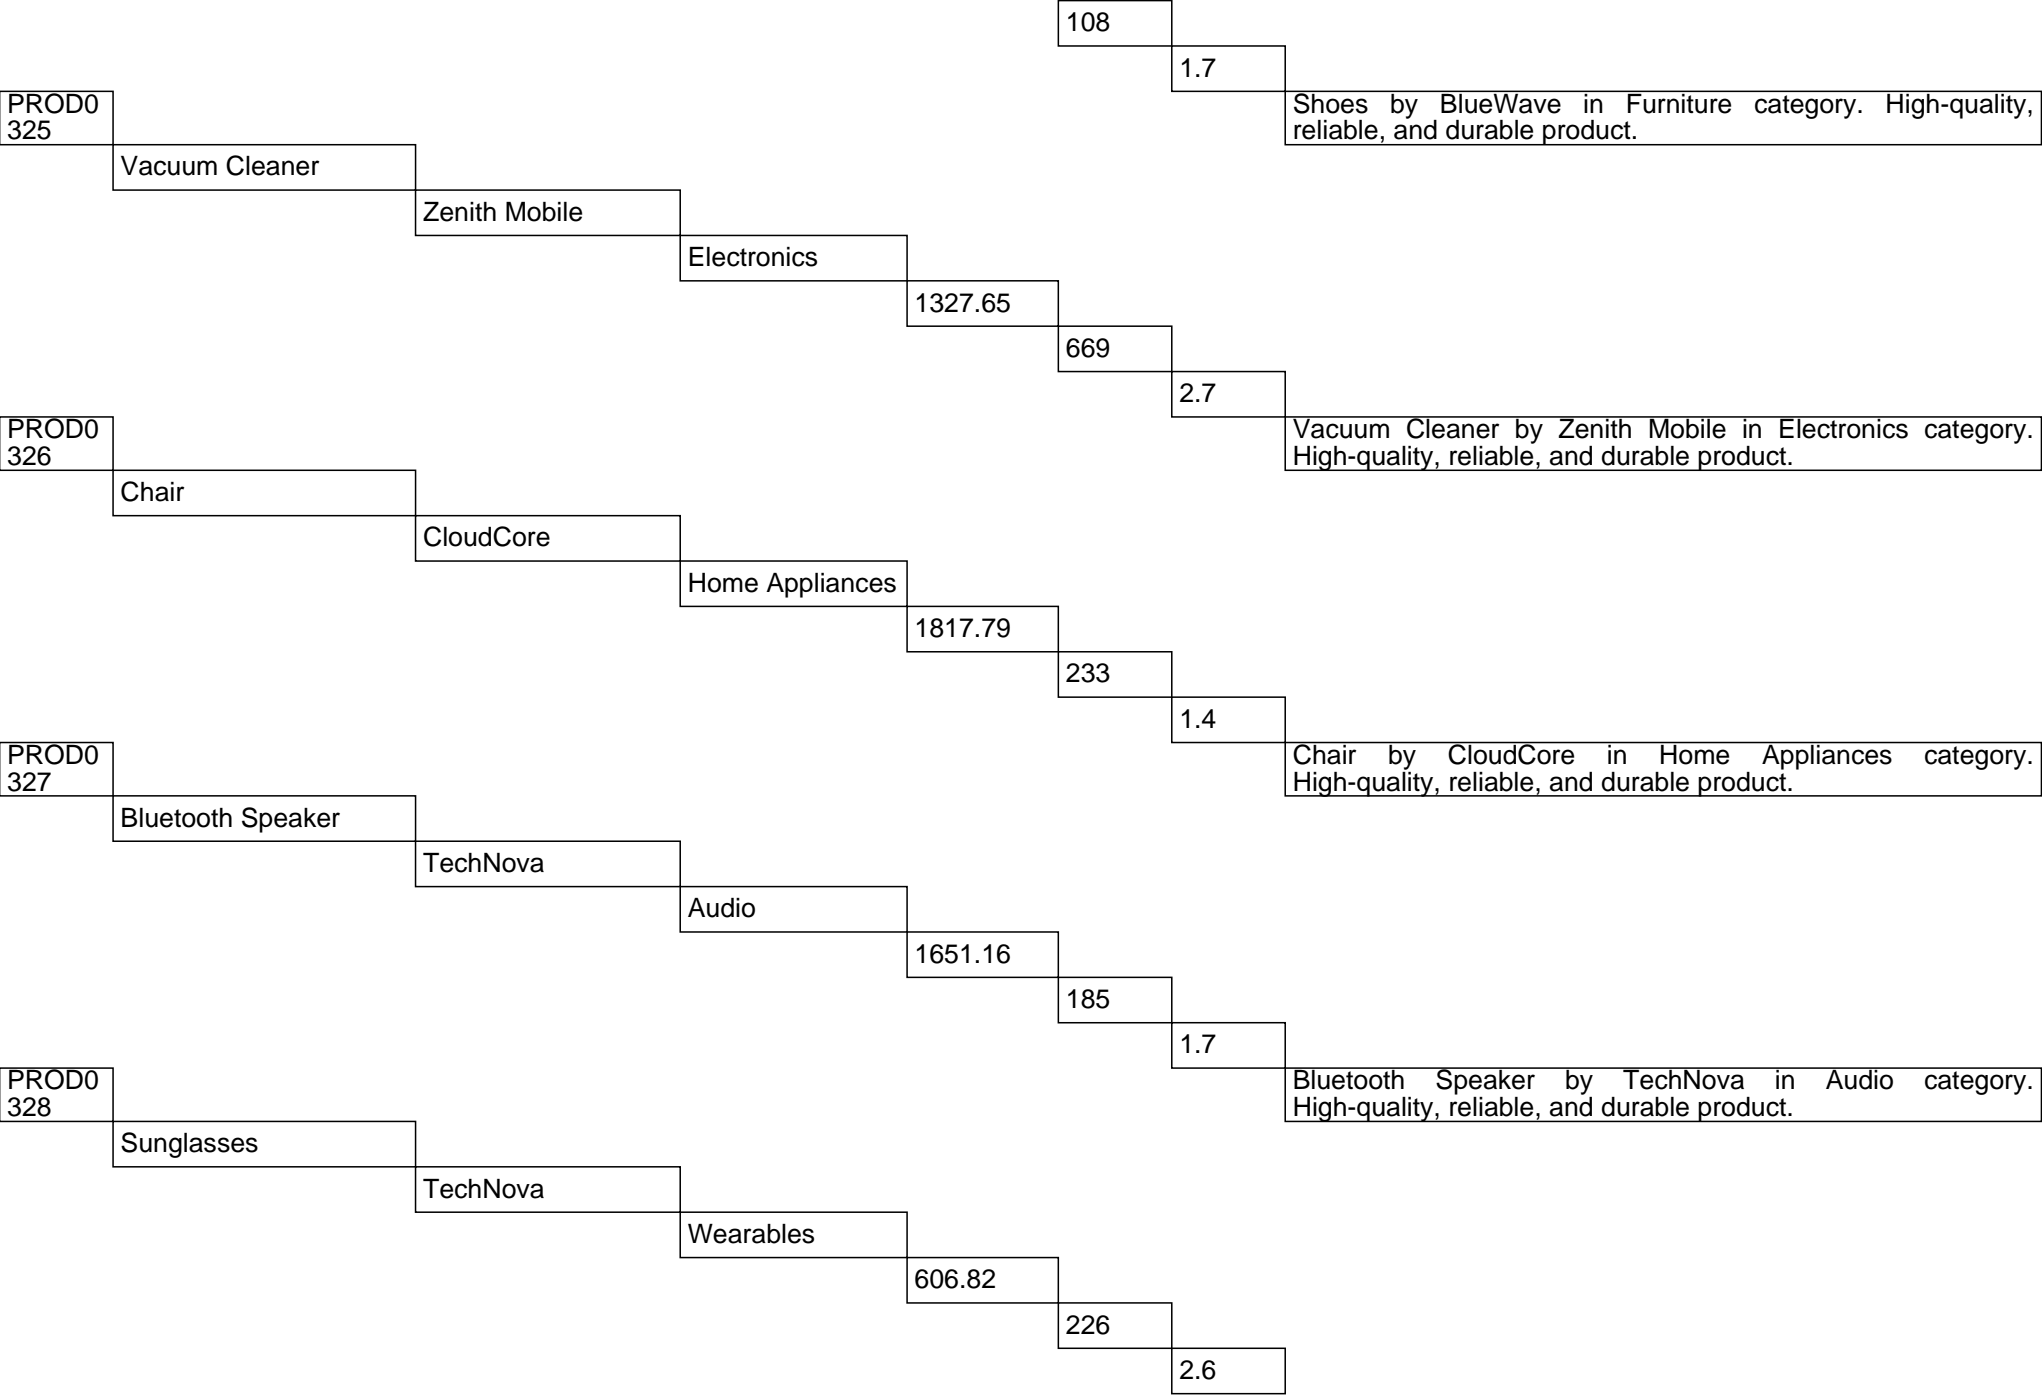 108
1.7
Shoes by BlueWave in Furniture category. High-quality,
reliable, and durable product.
PROD0
325
Vacuum Cleaner
Zenith Mobile
Electronics
1327.65
669
2.7
Vacuum Cleaner by Zenith Mobile in Electronics category.
High-quality, reliable, and durable product.
PROD0
326
Chair
CloudCore
Home Appliances
1817.79
233
1.4
Chair by CloudCore in Home Appliances category.
High-quality, reliable, and durable product.
PROD0
327
Bluetooth Speaker
TechNova
Audio
1651.16
185
1.7
Bluetooth Speaker by TechNova in Audio category.
High-quality, reliable, and durable product.
PROD0
328
Sunglasses
TechNova
Wearables
606.82
226
2.6